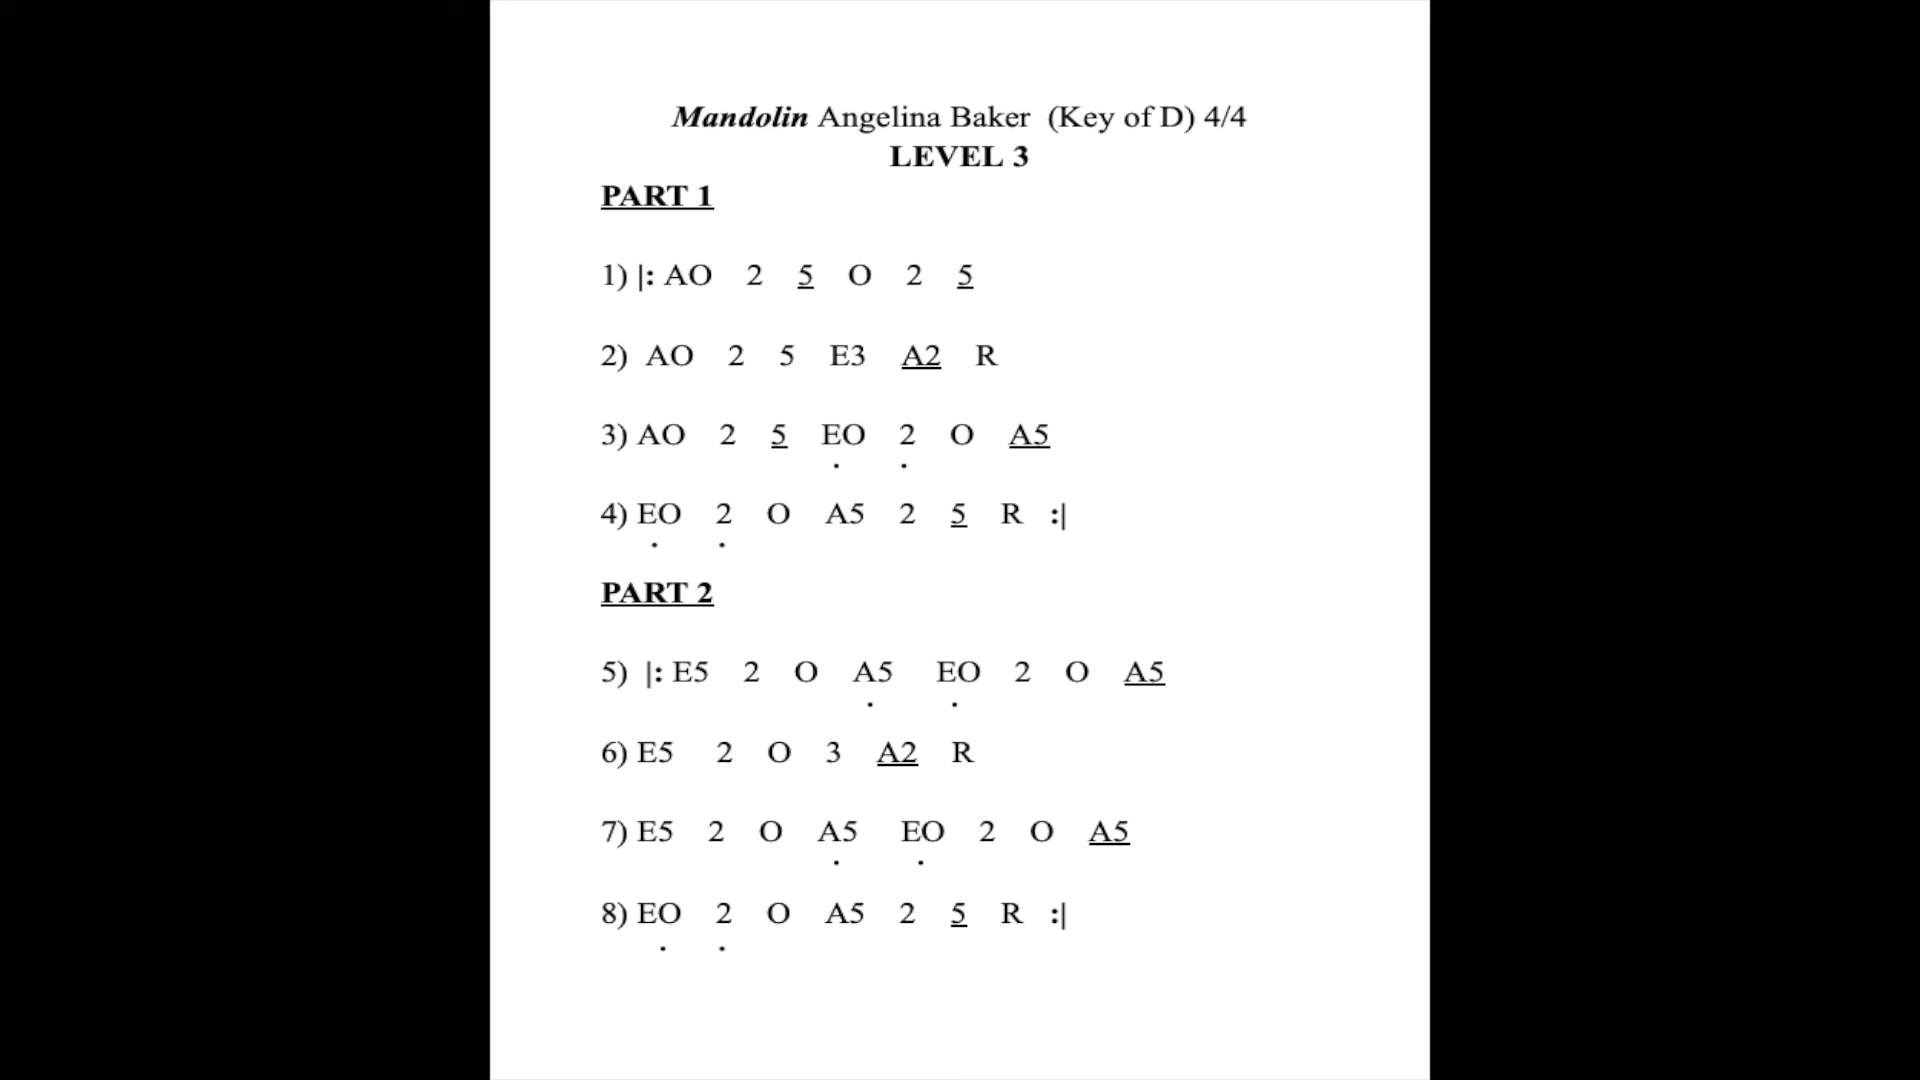 Mandolin Angelina Baker (Key of D) 4/4
LEVEL 3
PART 1
1) |: AO 2 5 O 2 5
2) AO 2 5 E3 A2 R
3) AO 2 5 EO 2 O A5
. .
4) EO 2 O A5 2 5 R :|
. .
PART 2
5) |: E5 2 O A5 EO 2 O A5
. .
6) E5 2 O 3 A2 R
7) E5 2 O A5 EO 2 O A5
. .
8) EO 2 O A5 2 5 R :|
. .